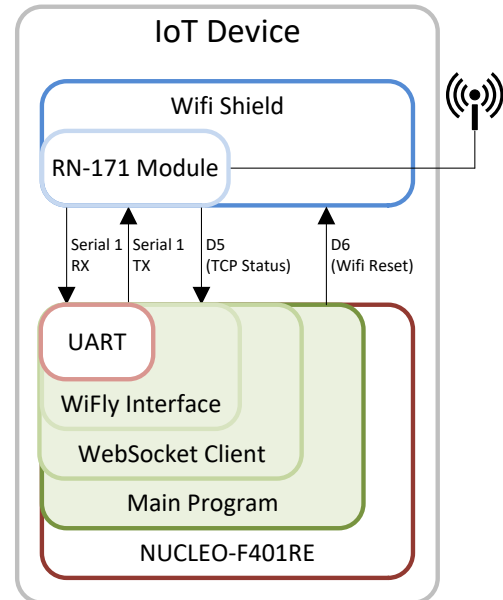 IoT Device
Wifi Shield
RN-171 Module
Serial 1
RX
Serial 1
TX
D5
(TCP Status)
D6
(Wifi Reset)
UART
WiFly Interface
WebSocket Client
Main Program
NUCLEO-F401RE